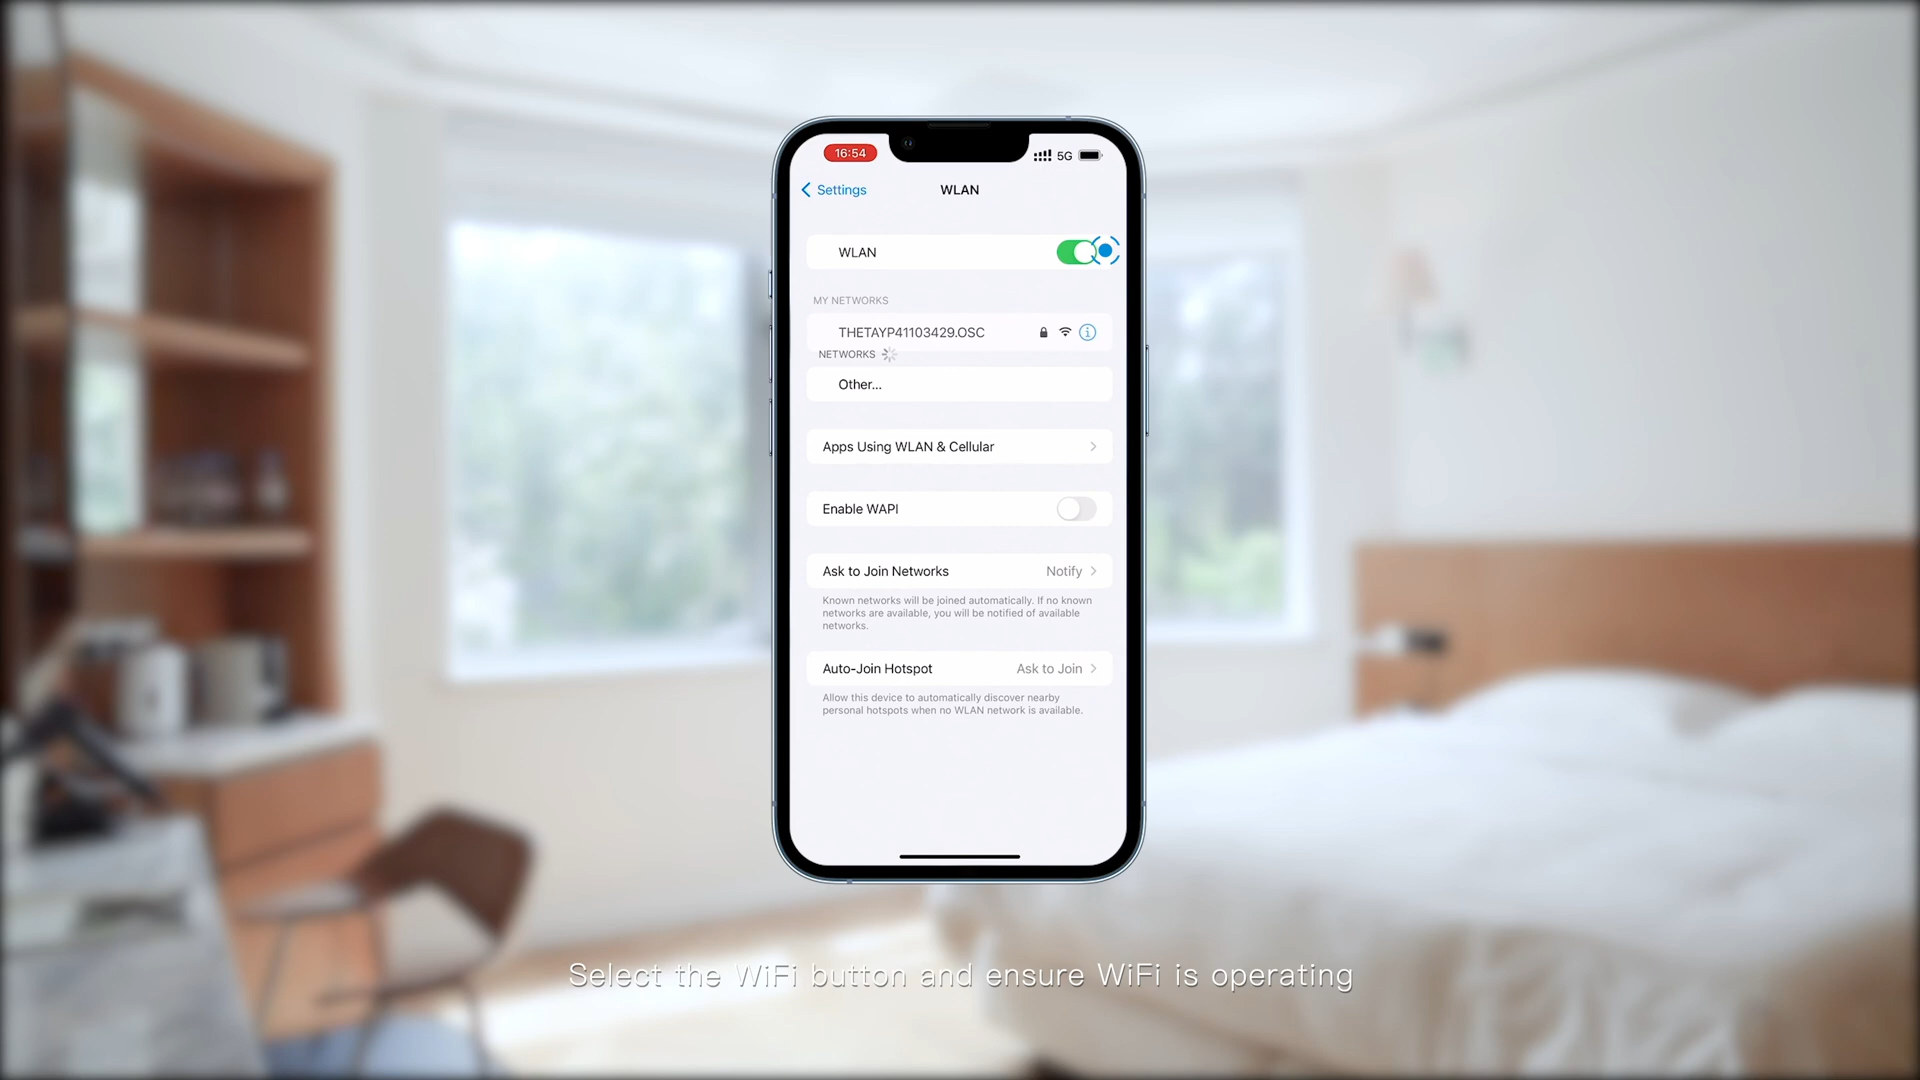 16:54
5G
Settings
WLAN
WLAN
MY NETWORKS
THETAYP41103429.OSC
NETWORKS
Other...
Apps Using WLAN & Cellular
Enable WAPI
Ask to Join Networks Notify
Known networks will be joined automatically. If no known
networks are available, you will be notified of available
networks.
Auto-Join Hotspot Ask to Join
Allow this device to automatically discover nearby
personal hotspots when no WLAN network is available.
Select the WiFi button and ensure WiFi is operating